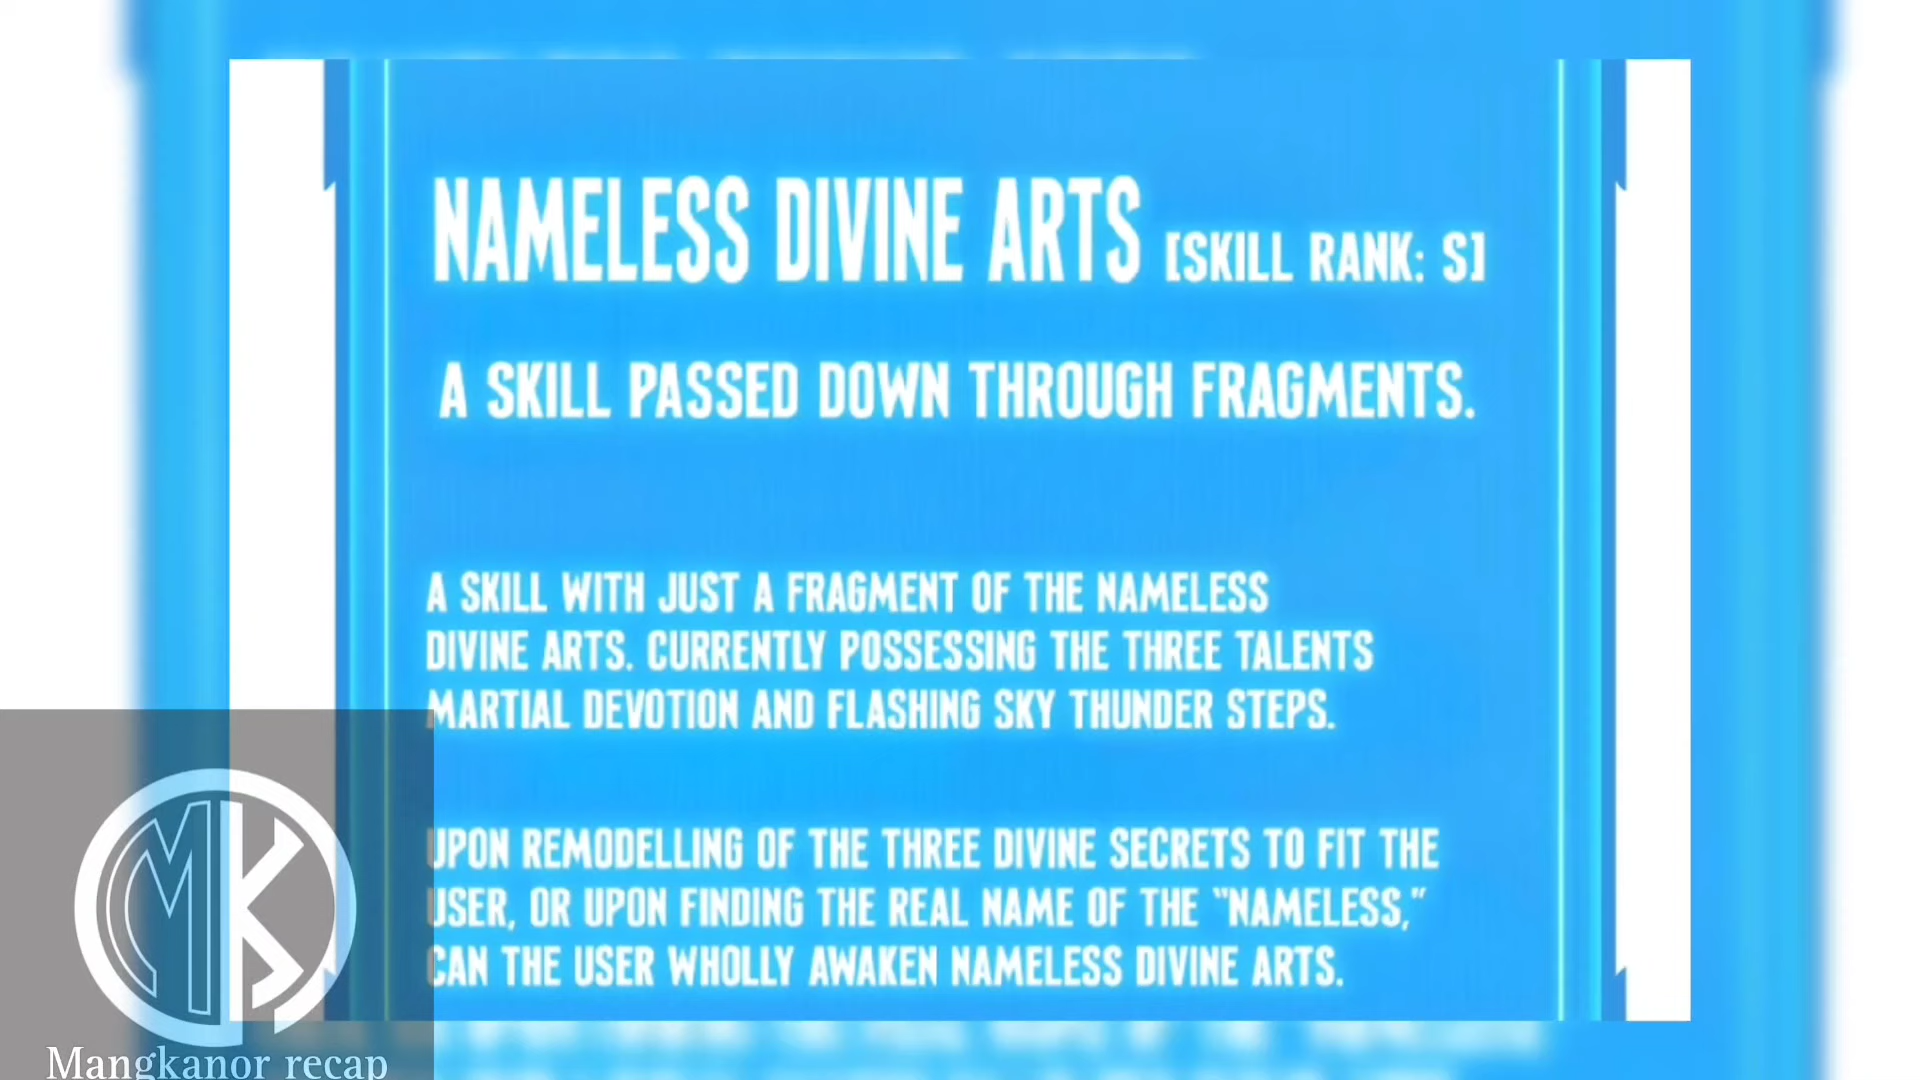 NAMELESS DIVINE ARTS [SKILL RANK: S]
A SKILL PASSED DOWN THROUGH FRAGMENTS.
A SKILL WITH JUST A FRAGMENT OF THE NAMELESS
DIVINE ARTS. CURRENTLY POSSESSING THE THREE TALENTS
MARTIAL DEVOTION AND FLASHING SKY THUNDER STEPS.
UPON REMODELLING OF THE THREE DIVINE SECRETS TO FIT THE
USER, OR UPON FINDING THE REAL NAME OF THE "NAMELESS,"
CAN THE USER WHOLLY AWAKEN NAMELESS DIVINE ARTS.
MK
Mangkanor recap